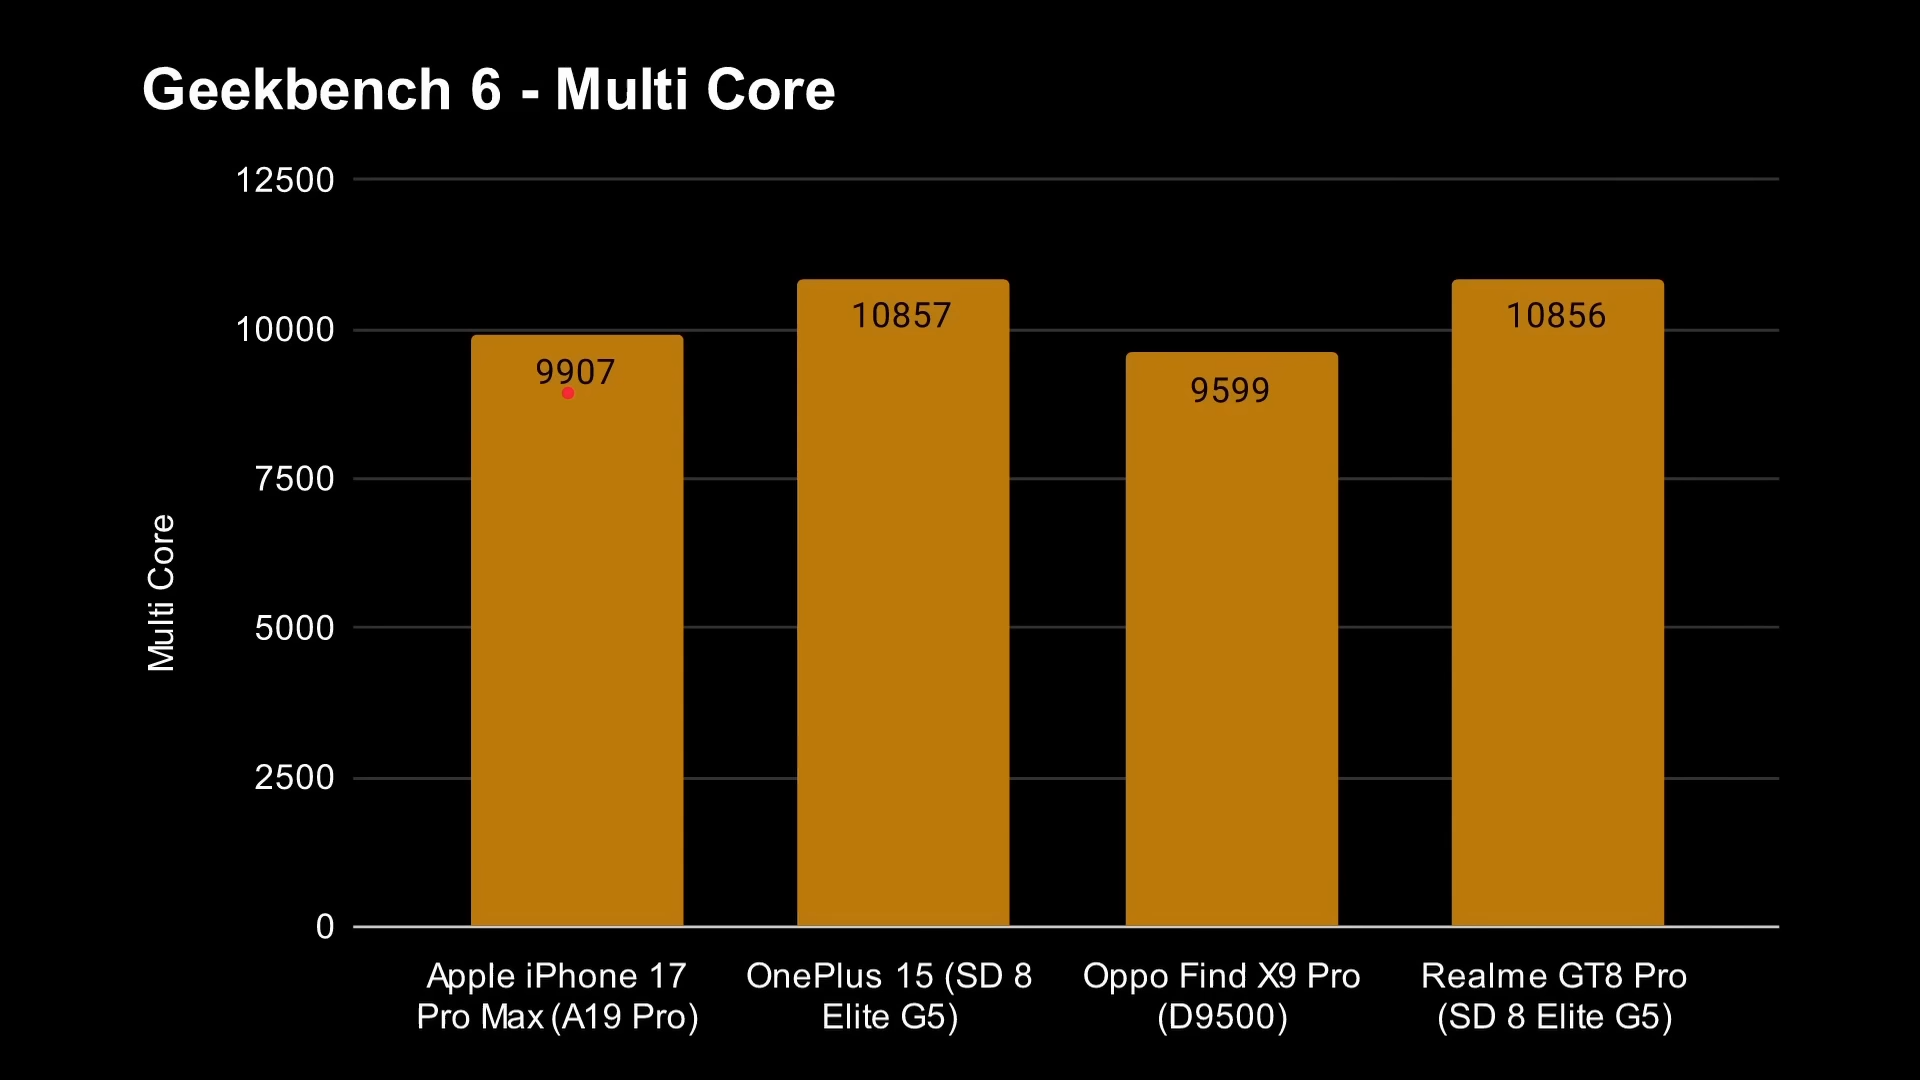 Geekbench 6 - Multi Core
12500
10000
7500
5000
2500
0
Multi Core
9907
10857
9599
10856
Apple iPhone 17
Pro Max (A19 Pro)
OnePlus 15 (SD 8
Elite G5)
Oppo Find X9 Pro
(D9500)
Realme GT8 Pro
(SD 8 Elite G5)